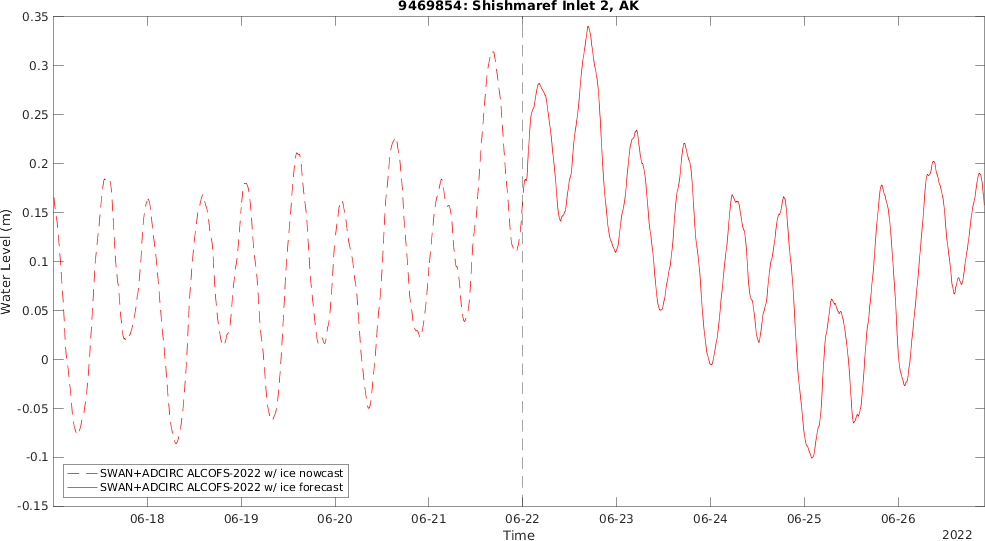 9469854: Shishmaref Inlet 2, AK
Water Level (m)
0.35
0.3
0.25
0.2
0.15
0.1
0.05
0
-0.05
-0.1
-0.15
SWAN+ADCIRC ALCOFS-2022 w/ ice nowcast
SWAN+ADCIRC ALCOFS-2022 w/ ice forecast
06-18 06-19 06-20 06-21 06-22 06-23 06-24 06-25 06-26
Time
2022